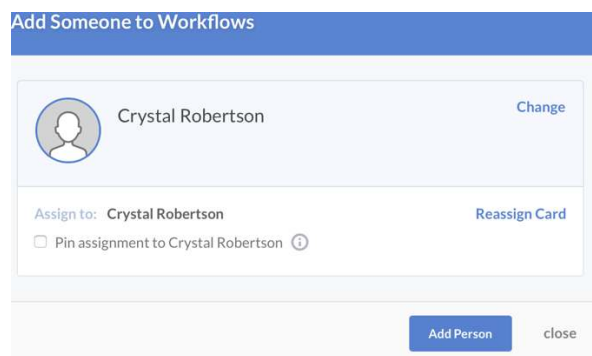 Add Someone to Workflows
Crystal Robertson
Change
Assign to: Crystal Robertson
Reassign Card
Pin assignment to Crystal Robertson
Add Person
close